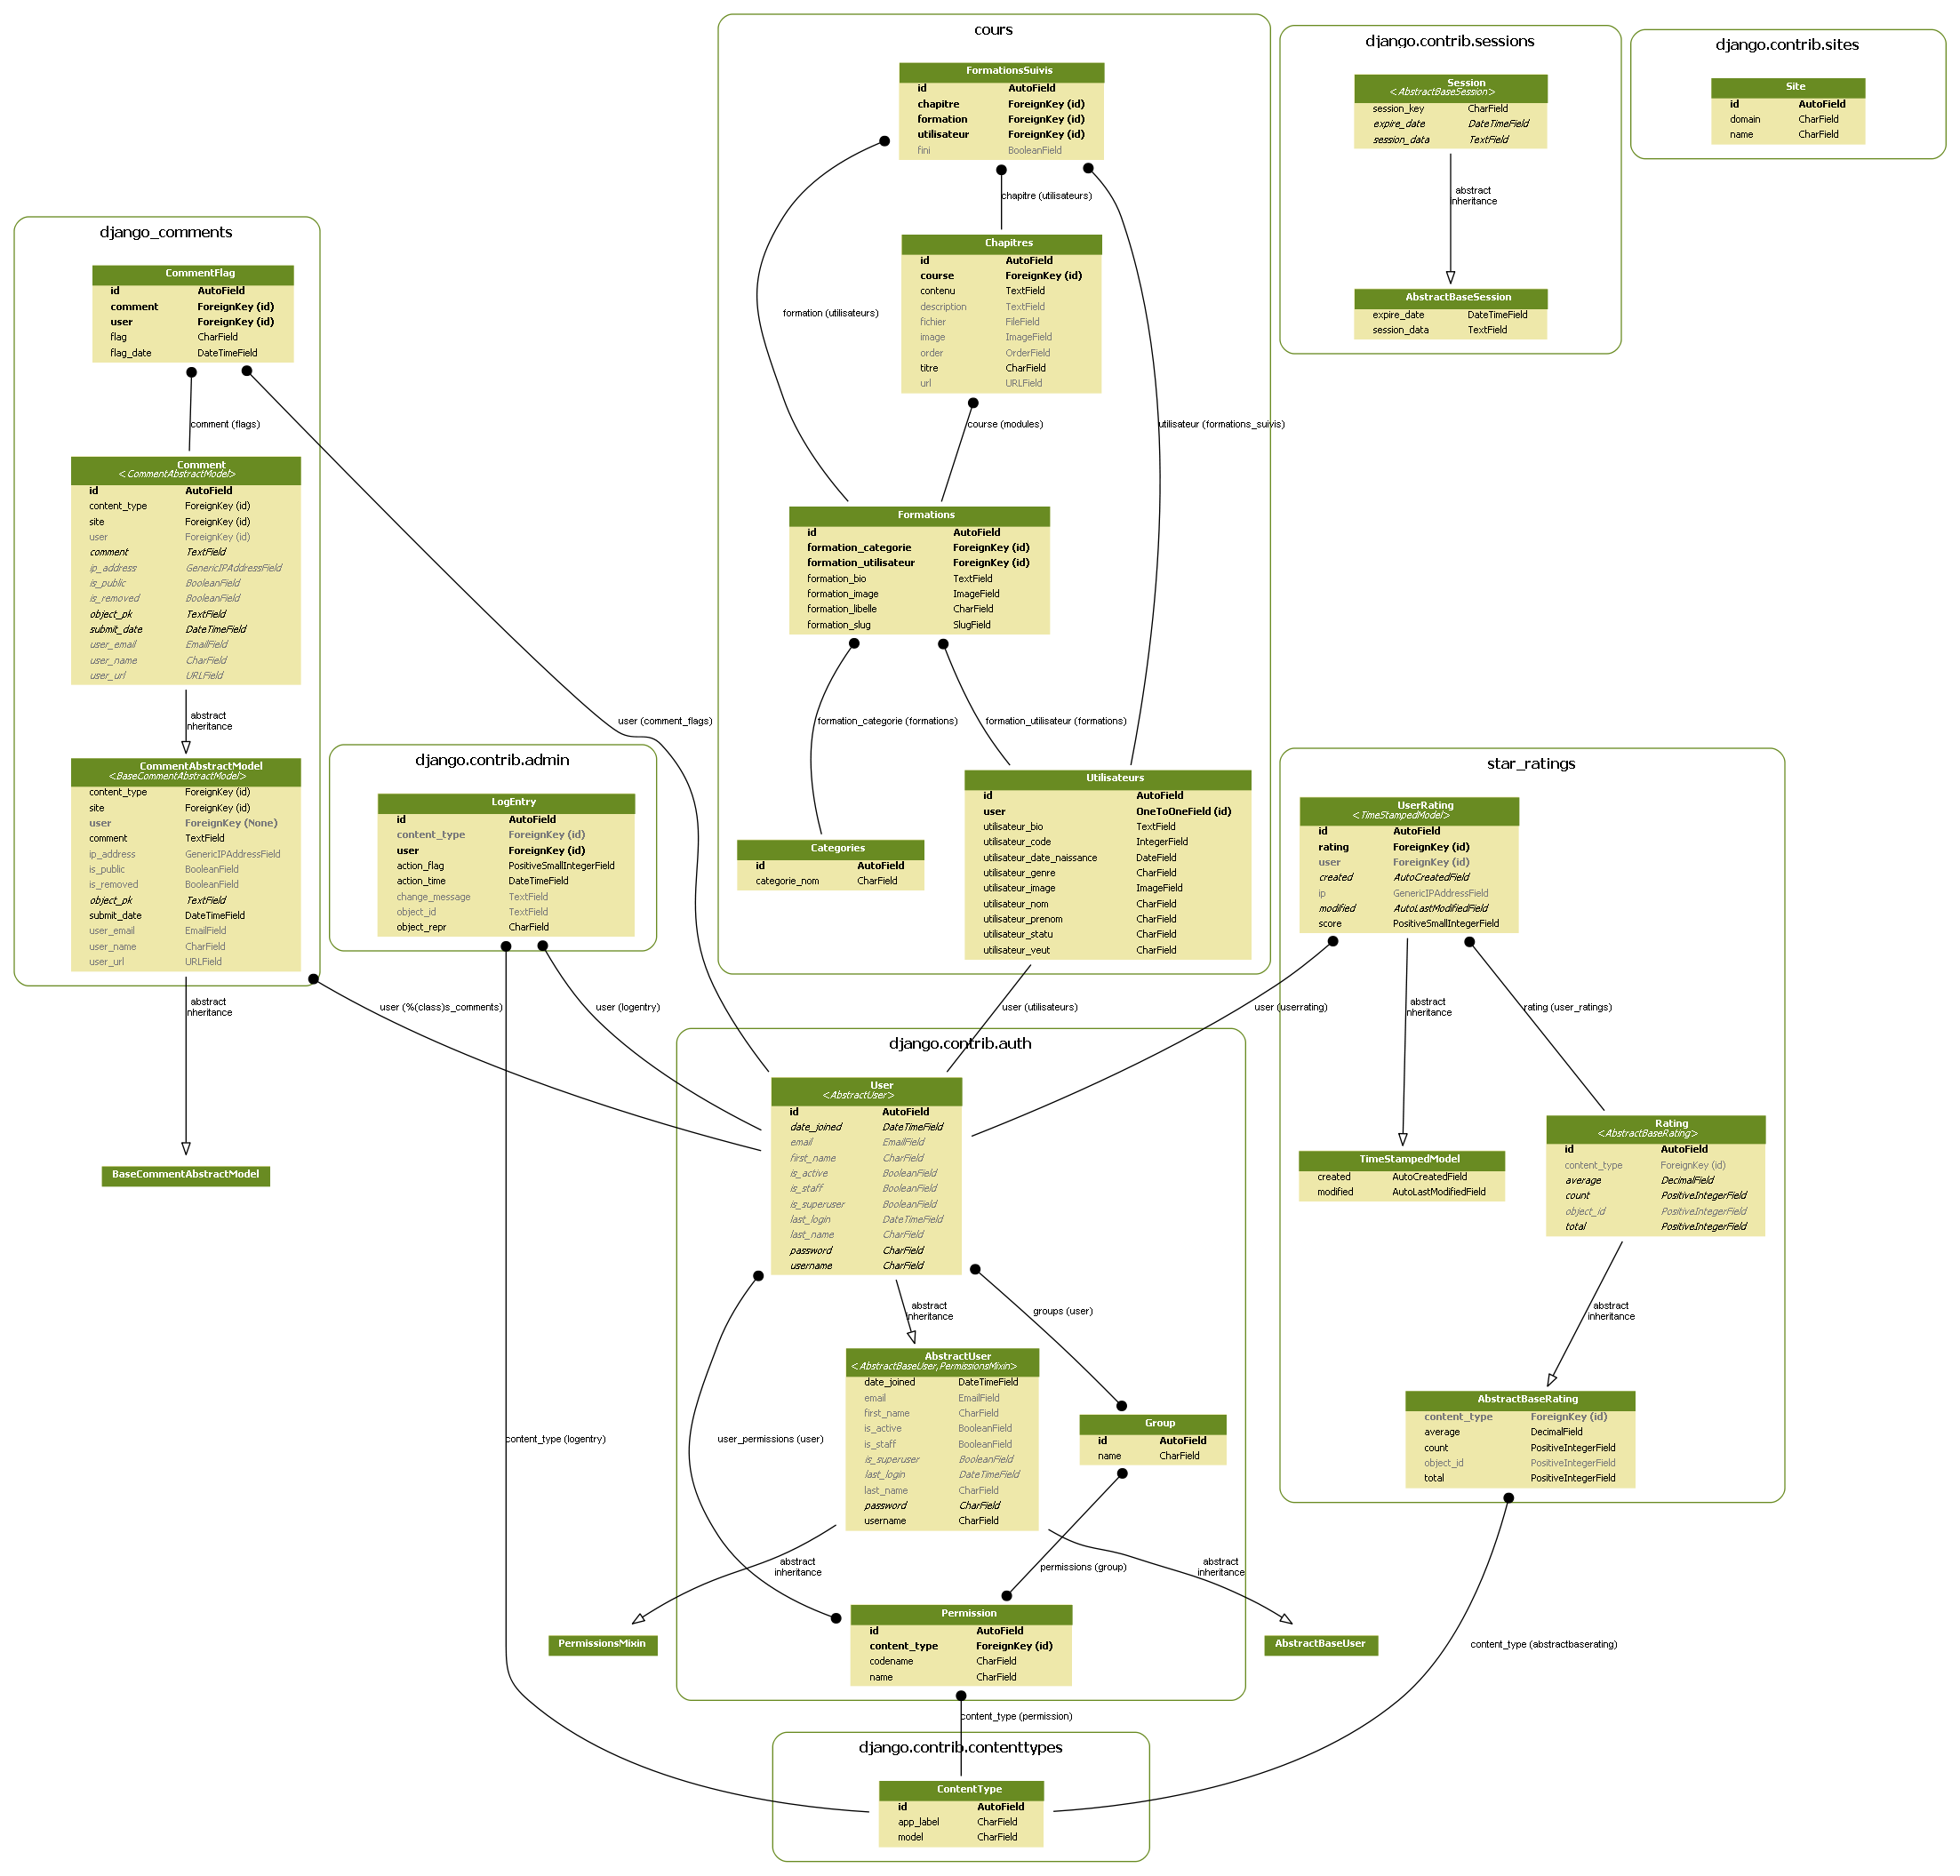 cours
FormationsSuivis
id AutoField
chapitre ForeignKey (id)
formation ForeignKey (id)
utilisateur ForeignKey (id)
fini BooleanField
chapitre (utilisateurs)
formation (utilisateurs)
Chapitres
id AutoField
course ForeignKey (id)
contenu TextField
description TextField
fichier FileField
image ImageField
order OrderField
titre CharField
url URLField
course (modules)
utilisateur (formations_suivis)
Formations
id AutoField
formation_categorie ForeignKey (id)
formation_utilisateur ForeignKey (id)
formation_bio TextField
formation_image ImageField
formation_libelle CharField
formation_slug SlugField
formation_categorie (formations)
formation_utilisateur (formations)
Categories
id AutoField
categorie_nom CharField
Utilisateurs
id AutoField
user OneToOneField (id)
utilisateur_bio TextField
utilisateur_code IntegerField
utilisateur_date_naissance DateField
utilisateur_genre CharField
utilisateur_image ImageField
utilisateur_nom CharField
utilisateur_prenom CharField
utilisateur_statu CharField
utilisateur_veut CharField
user (utilisateurs)
django.contrib.sessions
Session
<AbstractBaseSession>
session_key CharField
expire_date DateTimeField
session_data TextField
abstract
inheritance
AbstractBaseSession
expire_date DateTimeField
session_data TextField
django.contrib.sites
Site
id AutoField
domain CharField
name CharField
django_comments
CommentFlag
id AutoField
comment ForeignKey (id)
user ForeignKey (id)
flag CharField
flag_date DateTimeField
comment (flags)
user (comment_flags)
Comment
<CommentAbstractModel>
id AutoField
content_type ForeignKey (id)
site ForeignKey (id)
user ForeignKey (id)
comment TextField
ip_address GenericIPAddressField
is_public BooleanField
is_removed BooleanField
object_pk TextField
submit_date DateTimeField
user_email EmailField
user_name CharField
user_url URLField
abstract
inheritance
CommentAbstractModel
<BaseCommentAbstractModel>
content_type ForeignKey (id)
site ForeignKey (id)
user ForeignKey (None)
comment TextField
ip_address GenericIPAddressField
is_public BooleanField
is_removed BooleanField
object_pk TextField
submit_date DateTimeField
user_email EmailField
user_name CharField
user_url URLField
abstract
inheritance
user (%(class)s_comments)
BaseCommentAbstractModel
django.contrib.admin
LogEntry
id AutoField
content_type ForeignKey (id)
user ForeignKey (id)
action_flag PositiveSmallIntegerField
action_time DateTimeField
change_message TextField
object_id TextField
object_repr CharField
user (logentry)
content_type (logentry)
star_ratings
UserRating
<TimeStampedModel>
id AutoField
rating ForeignKey (id)
user ForeignKey (id)
created AutoCreatedField
ip GenericIPAddressField
modified AutoLastModifiedField
score PositiveSmallIntegerField
user (userrating)
abstract
inheritance
rating (user_ratings)
TimeStampedModel
created AutoCreatedField
modified AutoLastModifiedField
Rating
<AbstractBaseRating>
id AutoField
content_type ForeignKey (id)
average DecimalField
count PositiveIntegerField
object_id PositiveIntegerField
total PositiveIntegerField
abstract
inheritance
AbstractBaseRating
content_type ForeignKey (id)
average DecimalField
count PositiveIntegerField
object_id PositiveIntegerField
total PositiveIntegerField
content_type (abstractbaserating)
django.contrib.auth
User
<AbstractUser>
id AutoField
date_joined DateTimeField
email EmailField
first_name CharField
is_active BooleanField
is_staff BooleanField
is_superuser BooleanField
last_login DateTimeField
last_name CharField
password CharField
username CharField
abstract
inheritance
groups (user)
user_permissions (user)
AbstractUser
<AbstractBaseUser,PermissionsMixin>
date_joined DateTimeField
email EmailField
first_name CharField
is_active BooleanField
is_staff BooleanField
is_superuser BooleanField
last_login DateTimeField
last_name CharField
password CharField
username CharField
Group
id AutoField
name CharField
abstract
inheritance
permissions (group)
abstract
inheritance
PermissionsMixin
AbstractBaseUser
Permission
id AutoField
content_type ForeignKey (id)
codename CharField
name CharField
content_type (permission)
django.contrib.contenttypes
ContentType
id AutoField
app_label CharField
model CharField